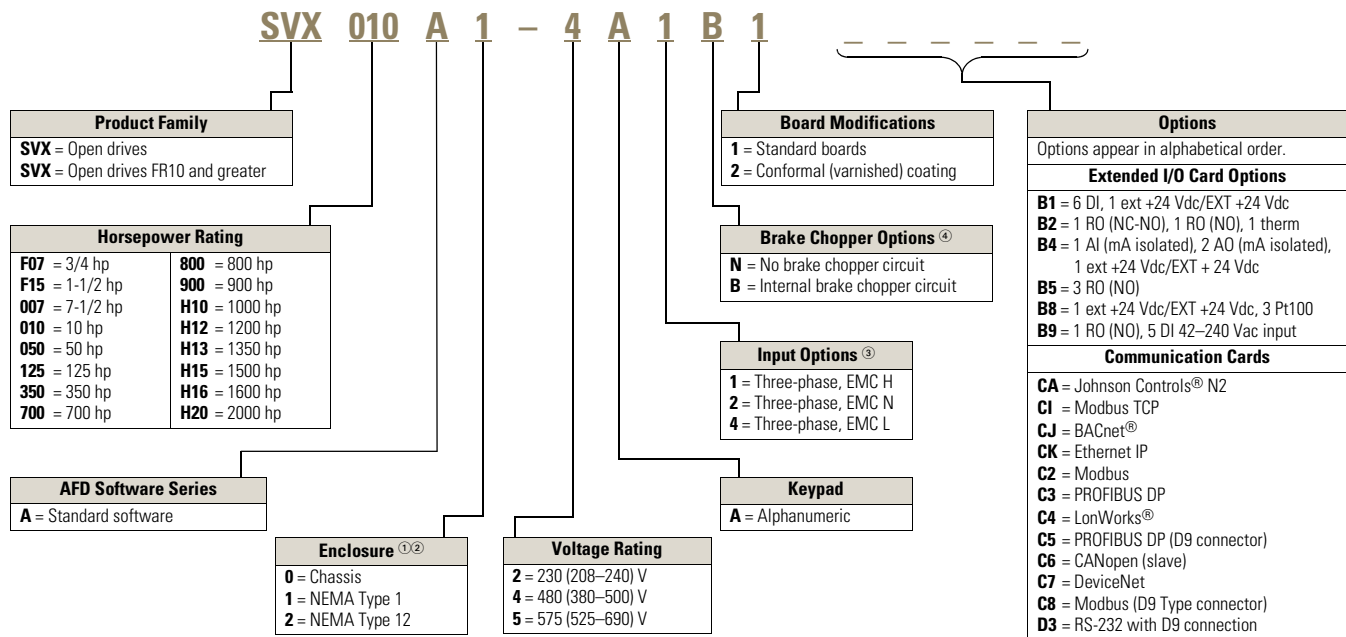 SVX 010 A 1 – 4 A 1 B 1 _ _ _ _ _ _
Product Family
SVX = Open drives
SVX = Open drives FR10 and greater
Horsepower Rating
F07 = 3/4 hp
F15 = 1-1/2 hp
007 = 7-1/2 hp
010 = 10 hp
050 = 50 hp
125 = 125 hp
350 = 350 hp
700 = 700 hp
800 = 800 hp
900 = 900 hp
H10 = 1000 hp
H12 = 1200 hp
H13 = 1350 hp
H15 = 1500 hp
H16 = 1600 hp
H20 = 2000 hp
AFD Software Series
A = Standard software
Enclosure ①②
0 = Chassis
1 = NEMA Type 1
2 = NEMA Type 12
Voltage Rating
2 = 230 (208–240) V
4 = 480 (380–500) V
5 = 575 (525–690) V
Board Modifications
1 = Standard boards
2 = Conformal (varnished) coating
Brake Chopper Options ④
N = No brake chopper circuit
B = Internal brake chopper circuit
Input Options ③
1 = Three-phase, EMC H
2 = Three-phase, EMC N
4 = Three-phase, EMC L
Keypad
A = Alphanumeric
Options
Options appear in alphabetical order.
Extended I/O Card Options
B1 = 6 DI, 1 ext +24 Vdc/EXT +24 Vdc
B2 = 1 RO (NC-NO), 1 RO (NO), 1 therm
B4 = 1 AI (mA isolated), 2 AO (mA isolated),
1 ext +24 Vdc/EXT + 24 Vdc
B5 = 3 RO (NO)
B8 = 1 ext +24 Vdc/EXT +24 Vdc, 3 Pt100
B9 = 1 RO (NO), 5 DI 42–240 Vac input
Communication Cards
CA = Johnson Controls® N2
CI = Modbus TCP
CJ = BACnet®
CK = Ethernet IP
C2 = Modbus
C3 = PROFIBUS DP
C4 = LonWorks®
C5 = PROFIBUS DP (D9 connector)
C6 = CANopen (slave)
C7 = DeviceNet
C8 = Modbus (D9 Type connector)
D3 = RS-232 with D9 connection